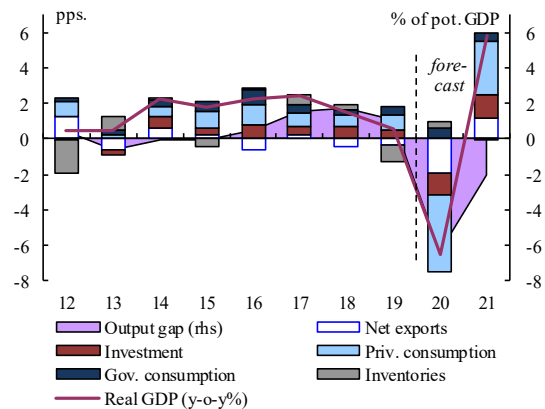 pps. % of pot. GDP
6 6
4 fore- 4
cast
2 2
0 0
-2 -2
-4 -4
-6 -6
-8 -8
12 13 14 15 16 17 18 19 20 21
Output gap (rhs) Net exports
Investment Priv. consumption
Gov. consumption Inventories
Real GDP (y-o-y%)